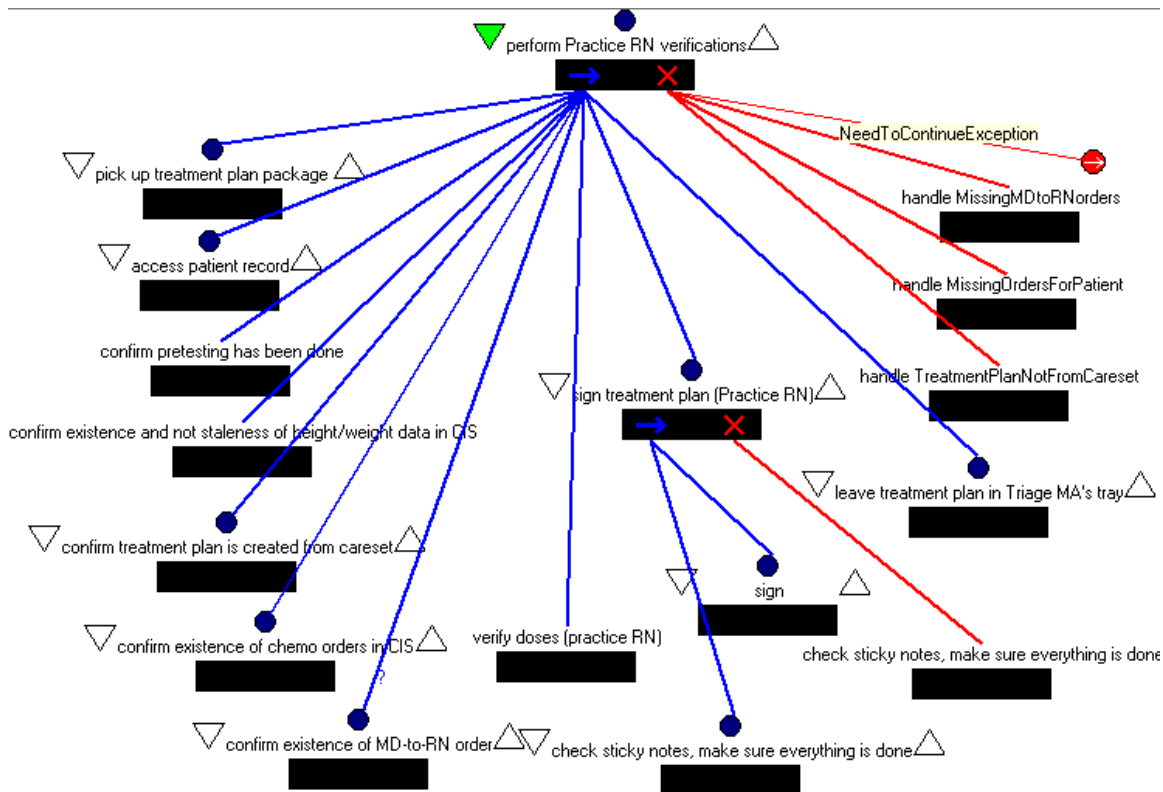 perform Practice RN verifications
NeedToContinueException
pick up treatment plan package
handle MissingMDtoRNorders
access patient record
handle MissingOrdersForPatient
confirm pretesting has been done
handle TreatmentPlanNotFromCareset
sign treatment plan (Practice RN)
confirm existence and not staleness of height/weight data in CIS
leave treatment plan in Triage MA's tray
confirm treatment plan is created from careset
sign
confirm existence of chemo orders in CIS
verify doses (practice RN)
check sticky notes, make sure everything is done
?
confirm existence of MD-to-RN order
check sticky notes, make sure everything is done